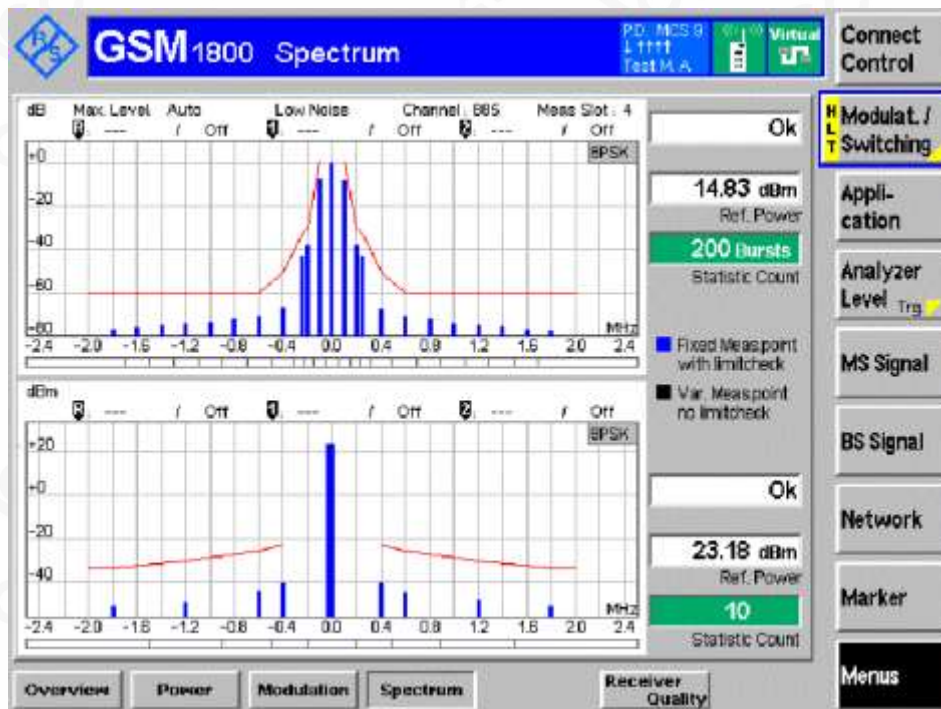 GSM 1800 Spectrum
P.D. MCS 9
Test M. A.
Virtual
Connect Control
dB Max. Level Auto Low Noise Channel: 885 Meas Slot: 4
--- / Off --- / Off --- / Off
8PSK
+0
-20
-40
-60
-80
MHz
-2.4 -2.0 -1.6 -1.2 -0.8 -0.4 0.0 0.4 0.8 1.2 1.6 2.0 2.4
Ok
14.83 dBm
Ref. Power
200 Bursts
Statistic Count
Fixed Meas.point
with limitcheck
Var. Meas.point
no limitcheck
dBm
--- / Off --- / Off --- / Off
8PSK
+20
+0
-20
-40
MHz
-2.4 -2.0 -1.6 -1.2 -0.8 -0.4 0.0 0.4 0.8 1.2 1.6 2.0 2.4
Ok
23.18 dBm
Ref. Power
10
Statistic Count
HLT
Modulat. /
Switching
Appli-
cation
Analyzer
Level Trg
MS Signal
BS Signal
Network
Marker
Menus
Overview Power Modulation Spectrum Receiver
Quality